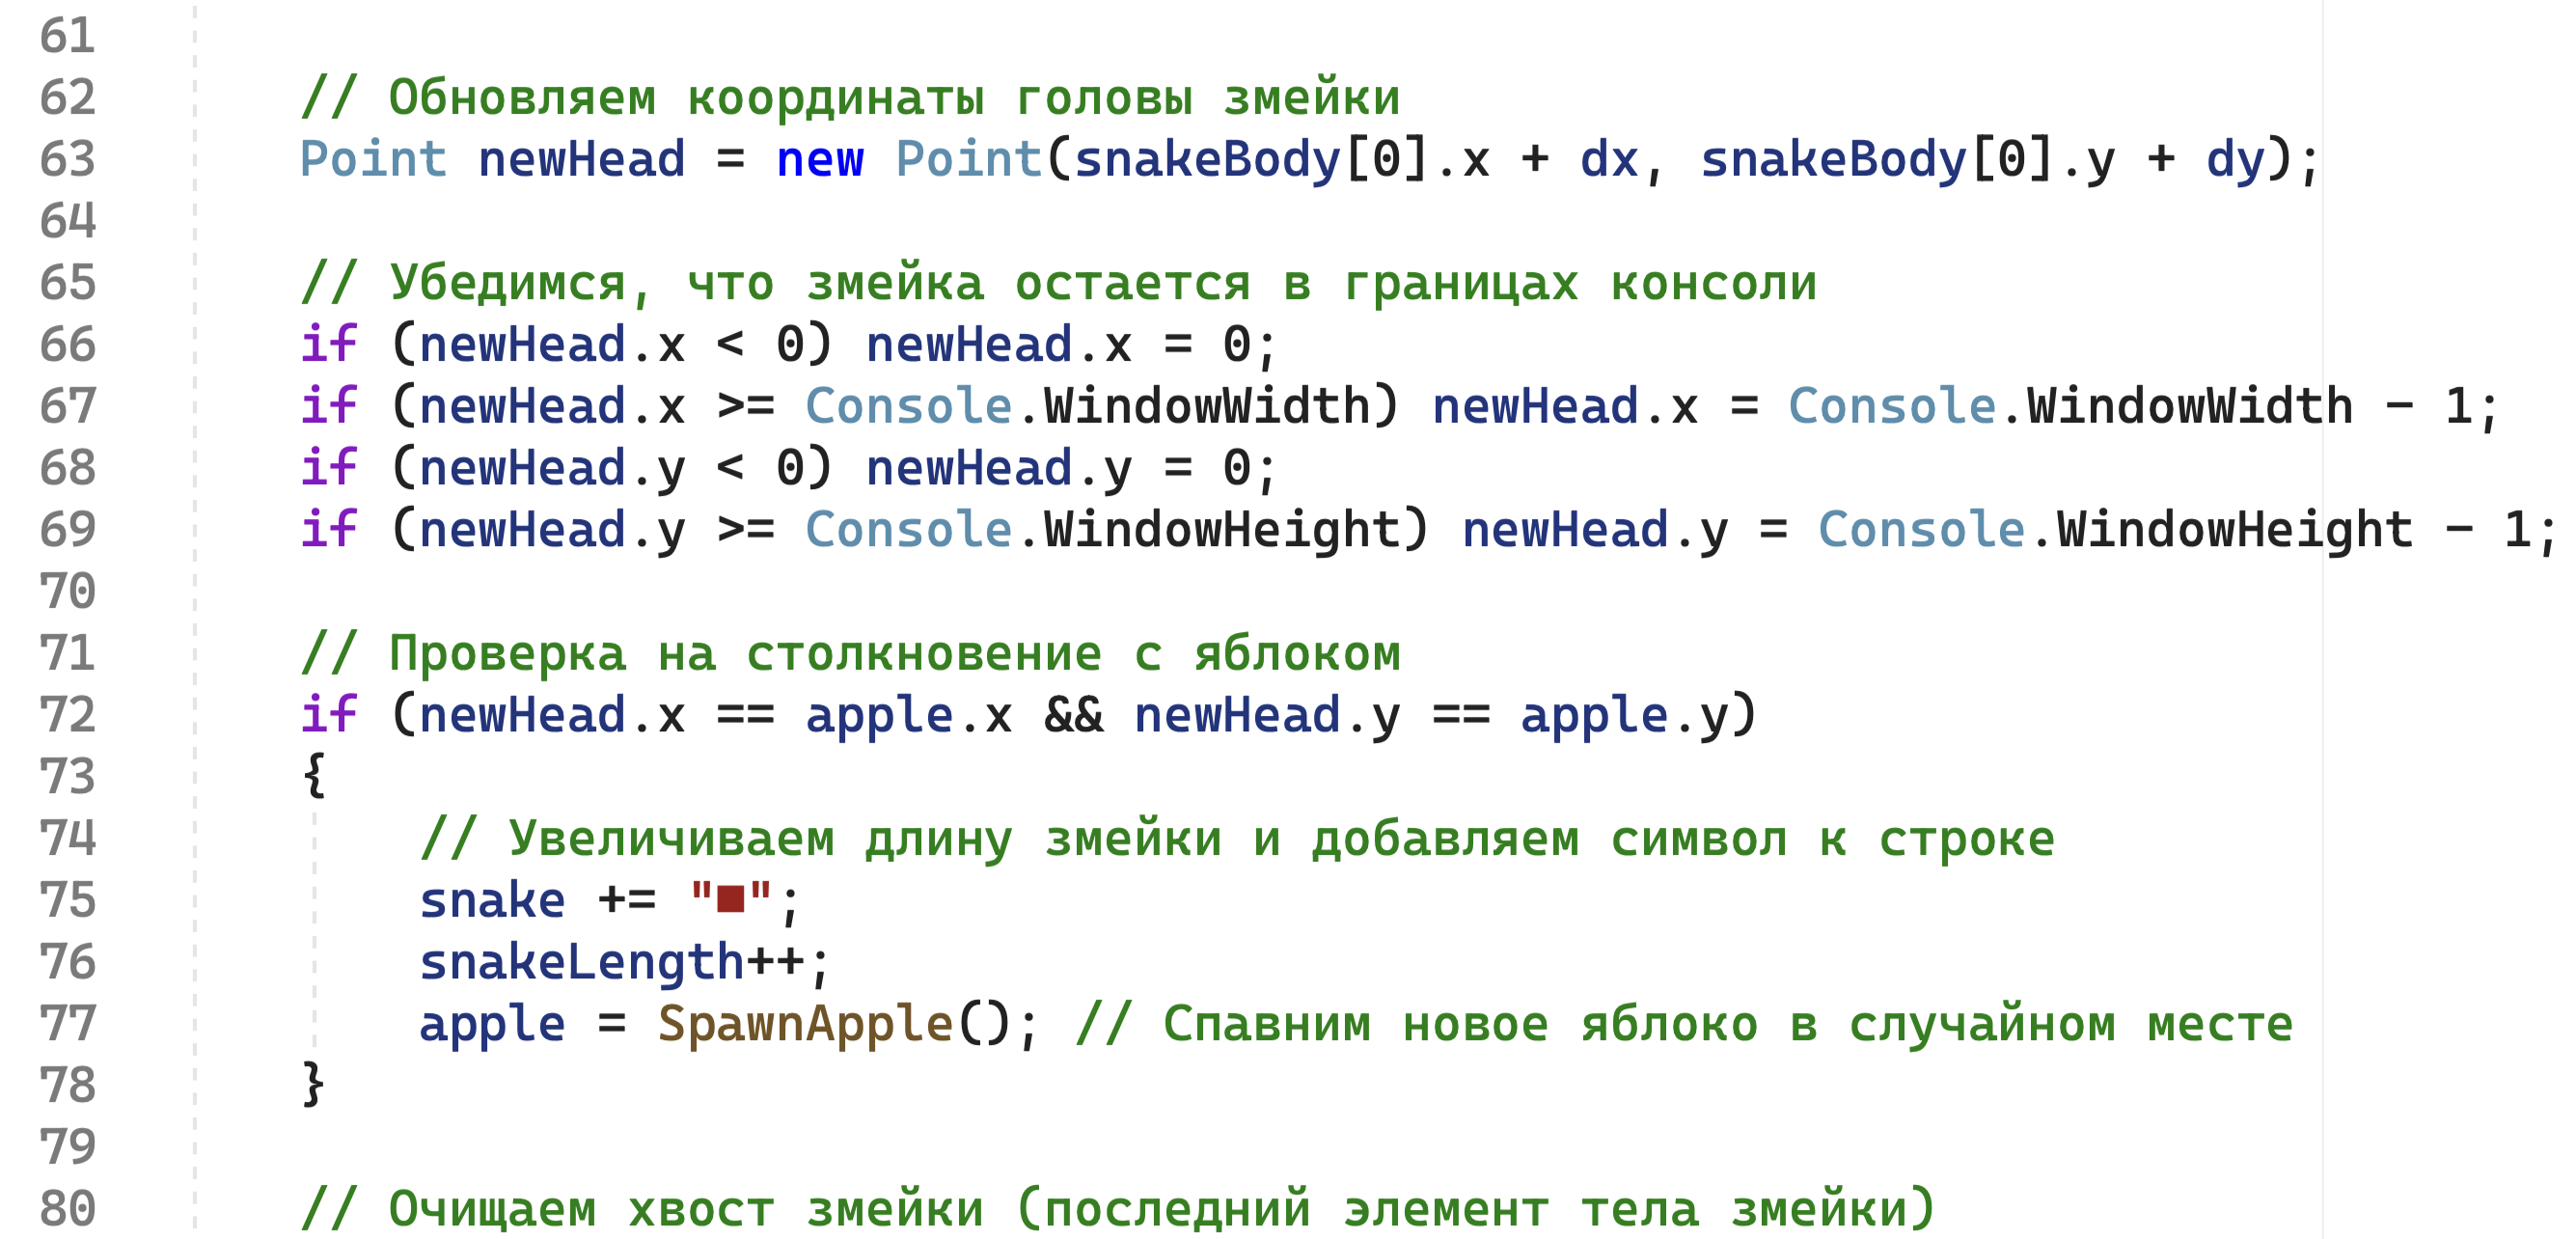 61
62 // Обновляем координаты головы змейки
63 Point newHead = new Point(snakeBody[0].x + dx, snakeBody[0].y + dy);
64
65 // Убедимся, что змейка остается в границах консоли
66 if (newHead.x < 0) newHead.x = 0;
67 if (newHead.x >= Console.WindowWidth) newHead.x = Console.WindowWidth - 1;
68 if (newHead.y < 0) newHead.y = 0;
69 if (newHead.y >= Console.WindowHeight) newHead.y = Console.WindowHeight - 1;
70
71 // Проверка на столкновение с яблоком
72 if (newHead.x == apple.x && newHead.y == apple.y)
73 {
74 // Увеличиваем длину змейки и добавляем символ к строке
75 snake += "■";
76 snakeLength++;
77 apple = SpawnApple(); // Спавним новое яблоко в случайном месте
78 }
79
80 // Очищаем хвост змейки (последний элемент тела змейки)